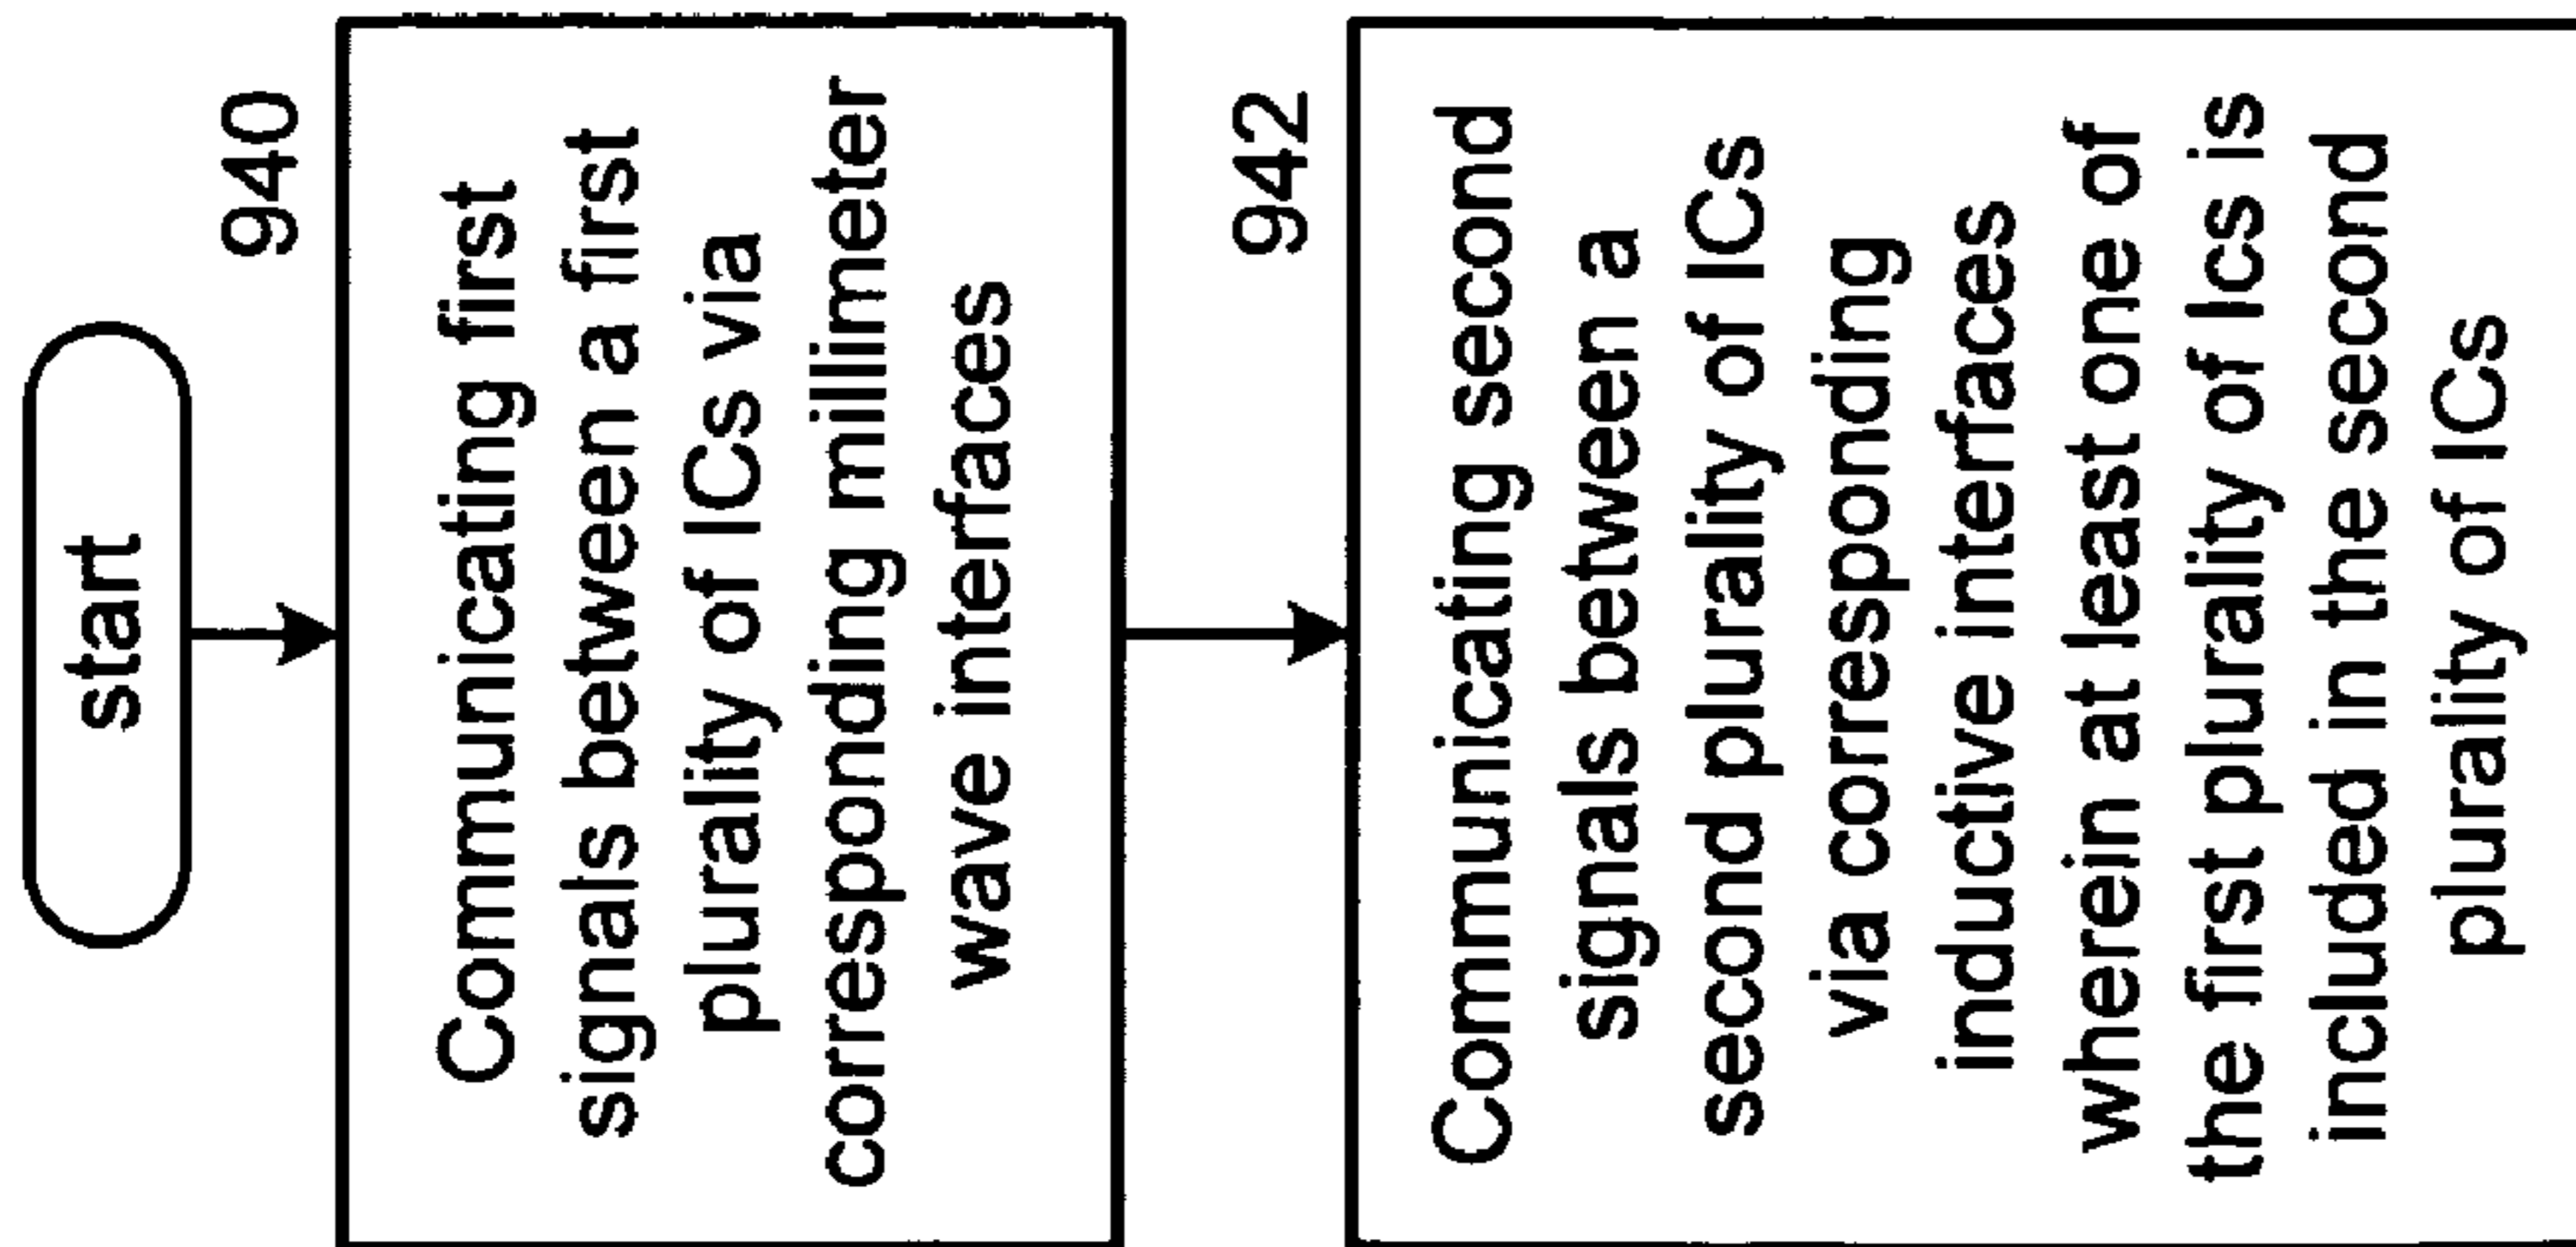 start
940
Communicating first
signals between a first
plurality of ICs via
corresponding millimeter
wave interfaces
942
Communicating second
signals between a
second plurality of ICs
via corresponding
inductive interfaces
wherein at least one of
the first plurality of Ics is
included in the second
plurality of ICs